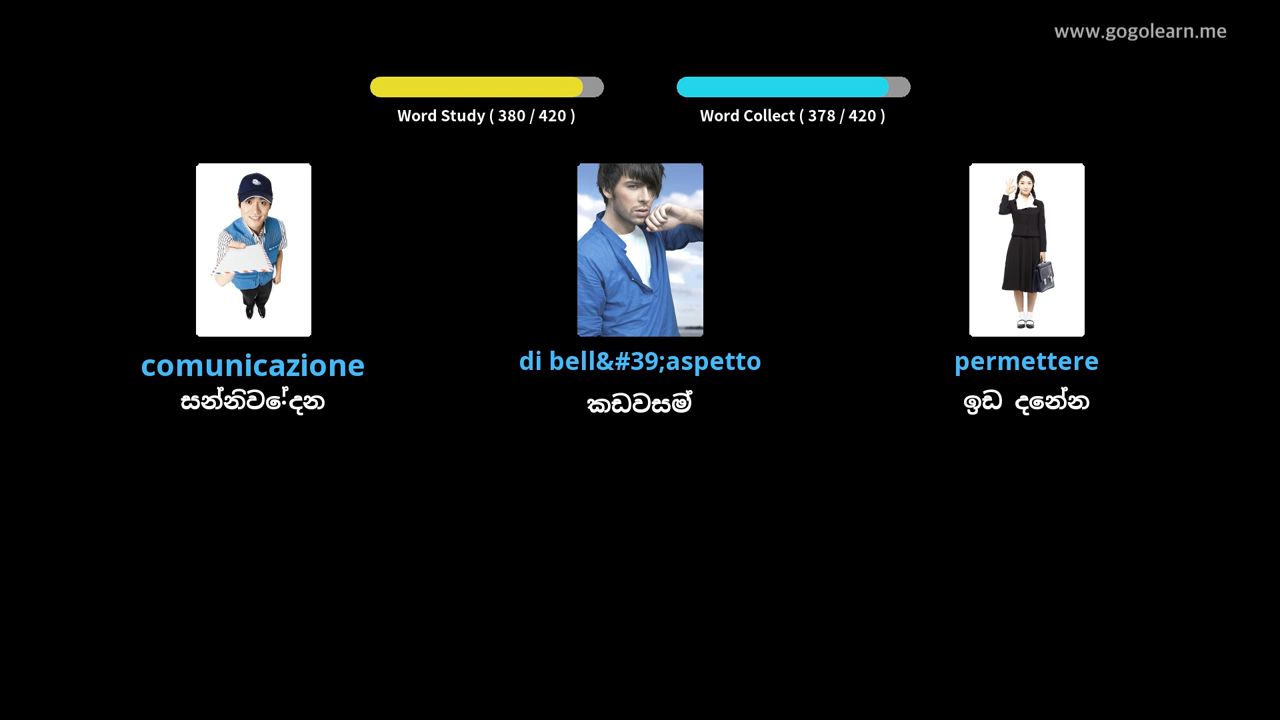 www.gogolearn.me
Word Study ( 380 / 420 )
Word Collect ( 378 / 420 )
comunicazione
සන්නිවේදන
di bell&#39;aspetto
කඩවසම්
permettere
ඉඩ දෙන්න